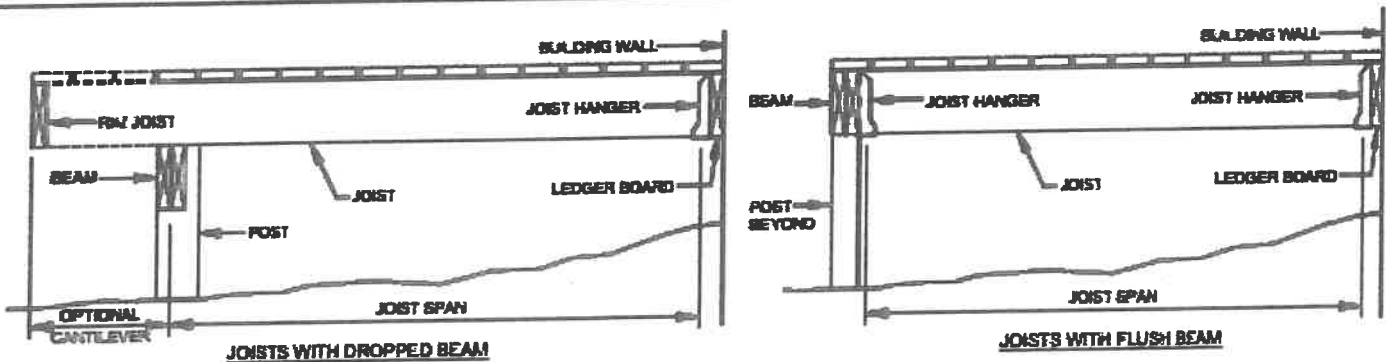 BUILDING WALL
JOIST HANGER
RIM JOIST
BEAM
JOIST
LEDGER BOARD
POST
OPTIONAL
CANTILEVER
JOIST SPAN
JOISTS WITH DROPPED BEAM
BUILDING WALL
BEAM
JOIST HANGER
JOIST HANGER
JOIST
LEDGER BOARD
POST
BEYOND
JOIST SPAN
JOISTS WITH FLUSH BEAM